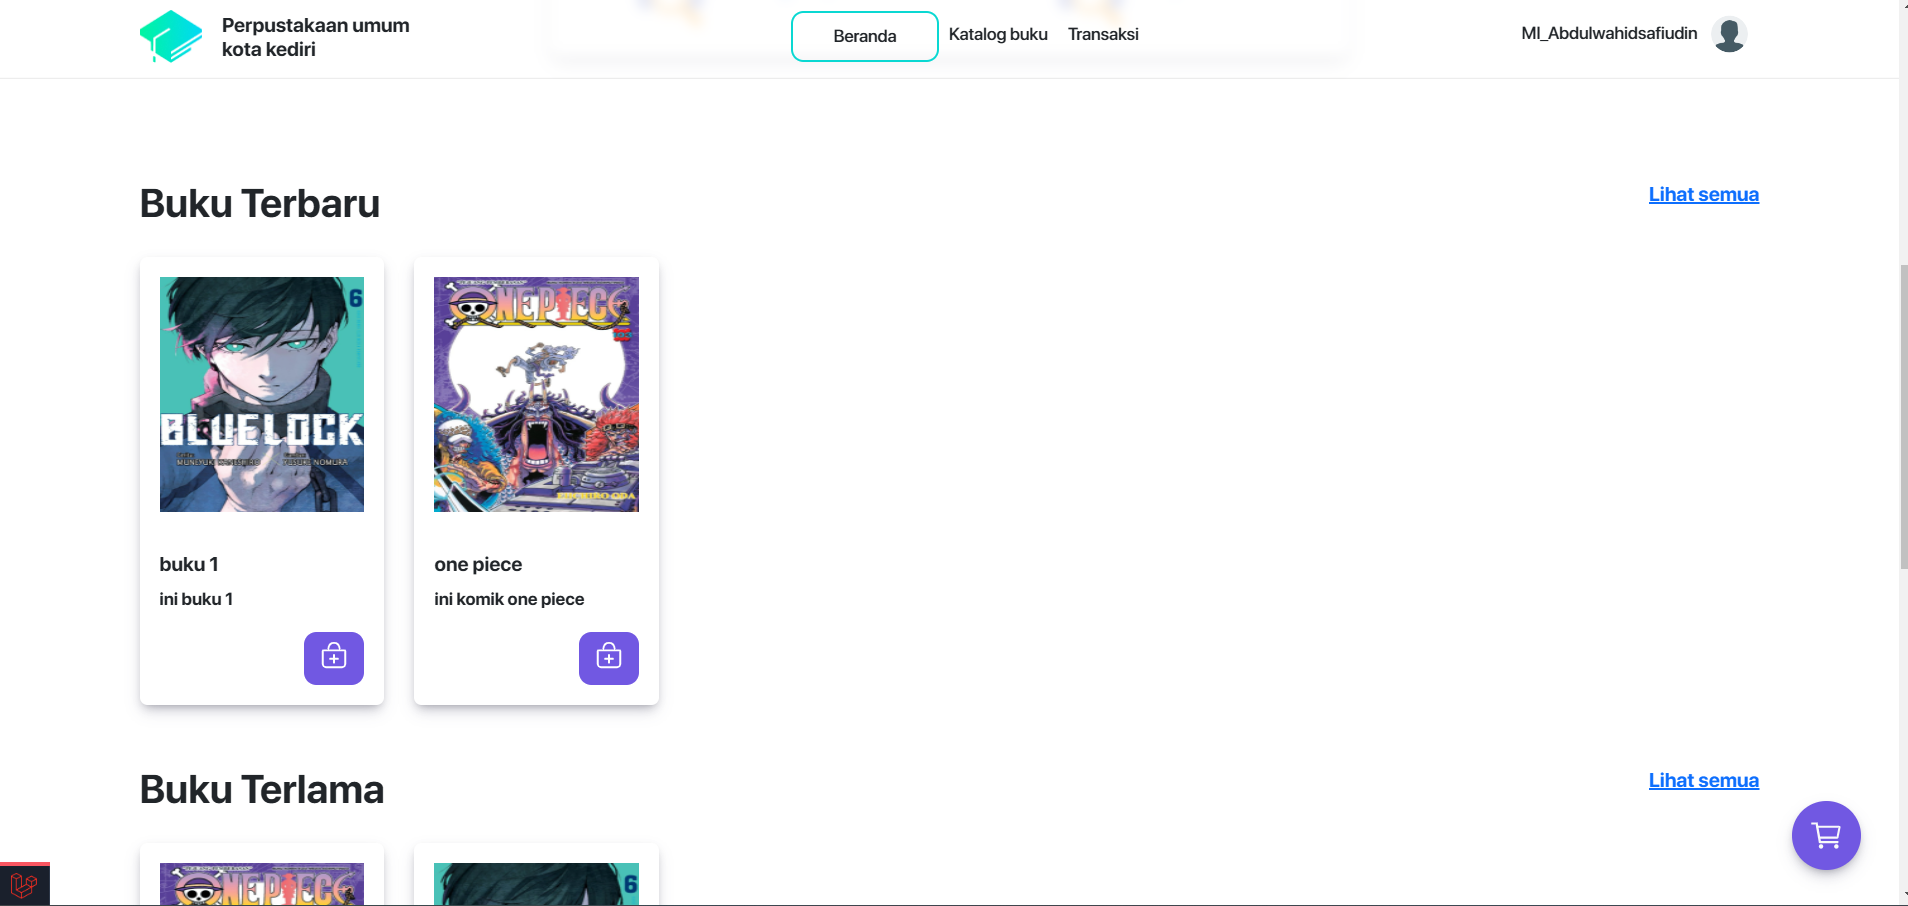 Perpustakaan umum
kota kediri
Beranda
Katalog buku
Transaksi
MI_Abdulwahidsafiudin
Buku Terbaru
Lihat semua
6
BLUELOCK
MUNEYUKI KANESHIRO
YUSUKE NOMURA
ONE PIECE
EIICHIRO ODA
buku 1
ini buku 1
one piece
ini komik one piece
Buku Terlama
Lihat semua
ONE PIECE
6